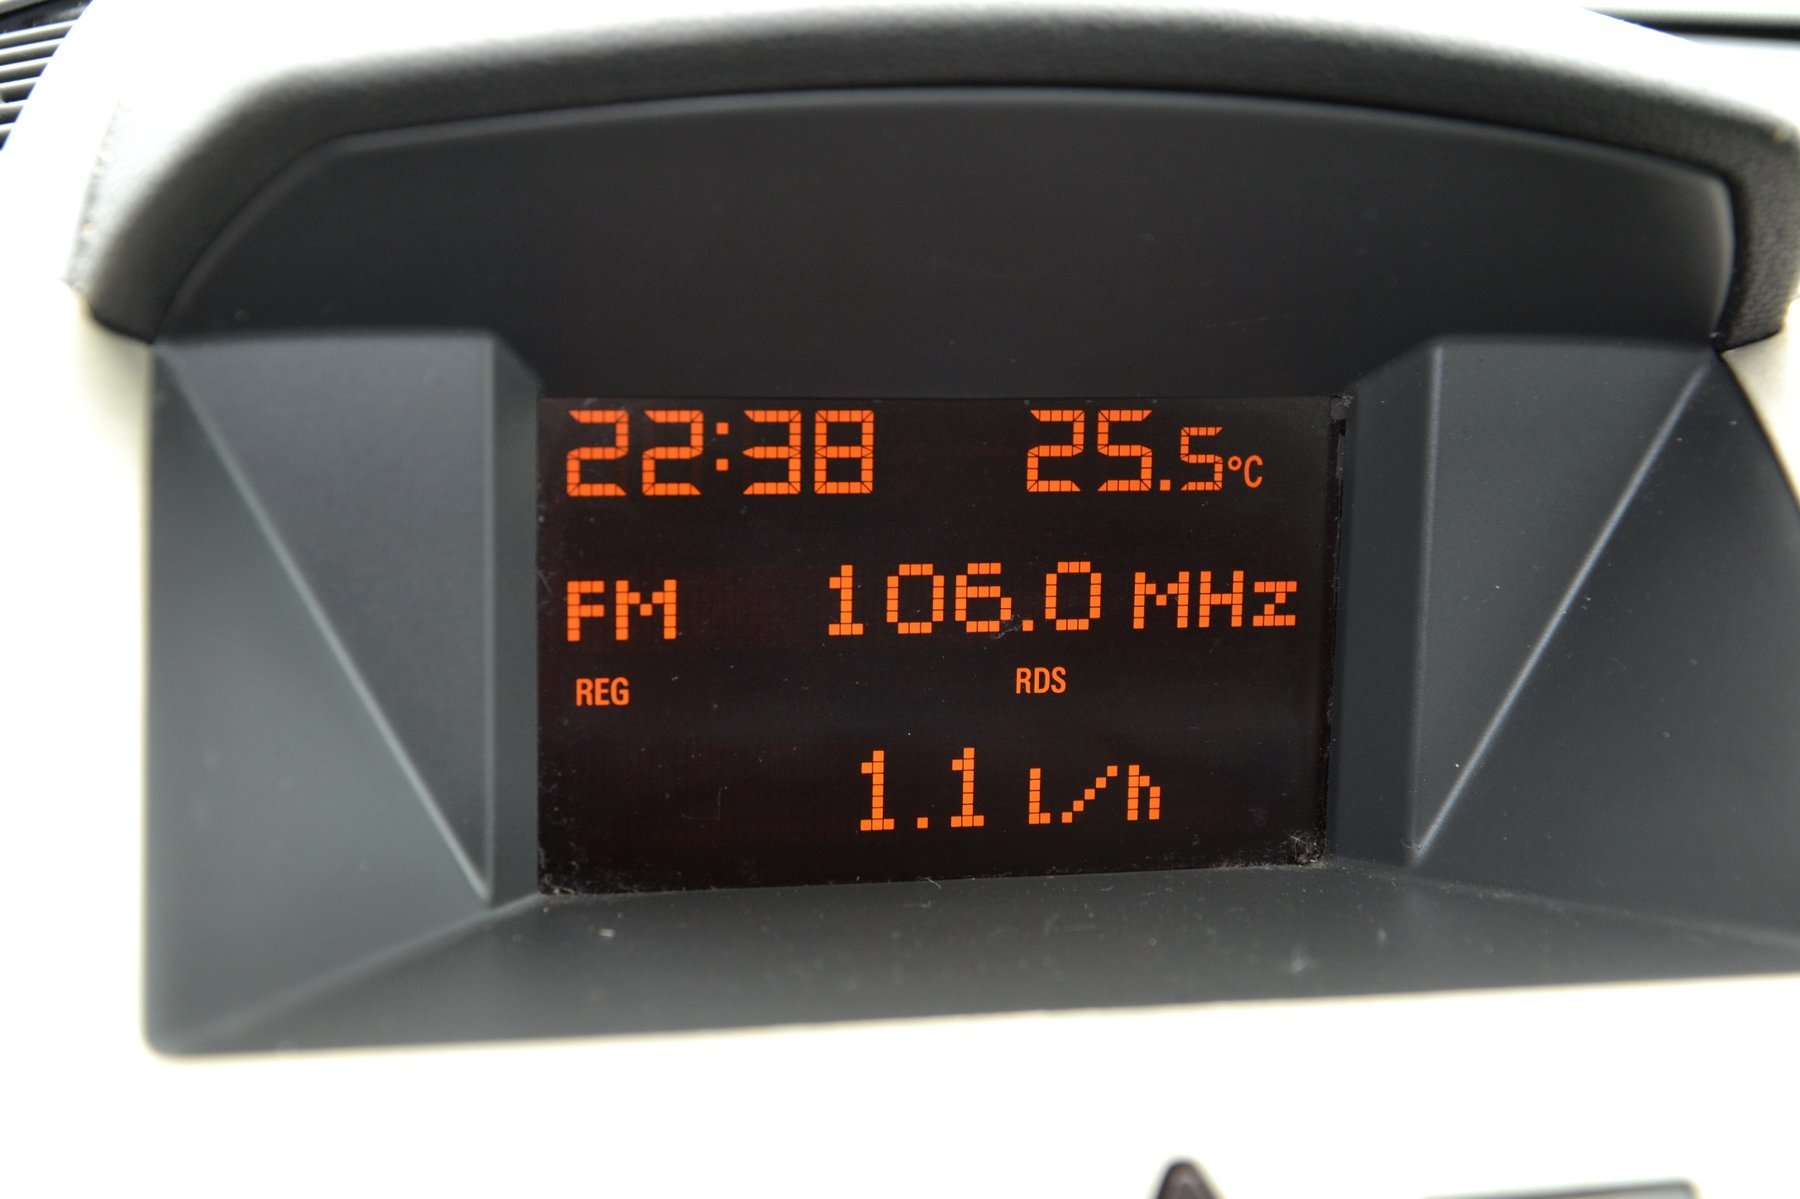 22:38 25.5°C
FM 106.0 MHz
REG RDS
1.1 l/h